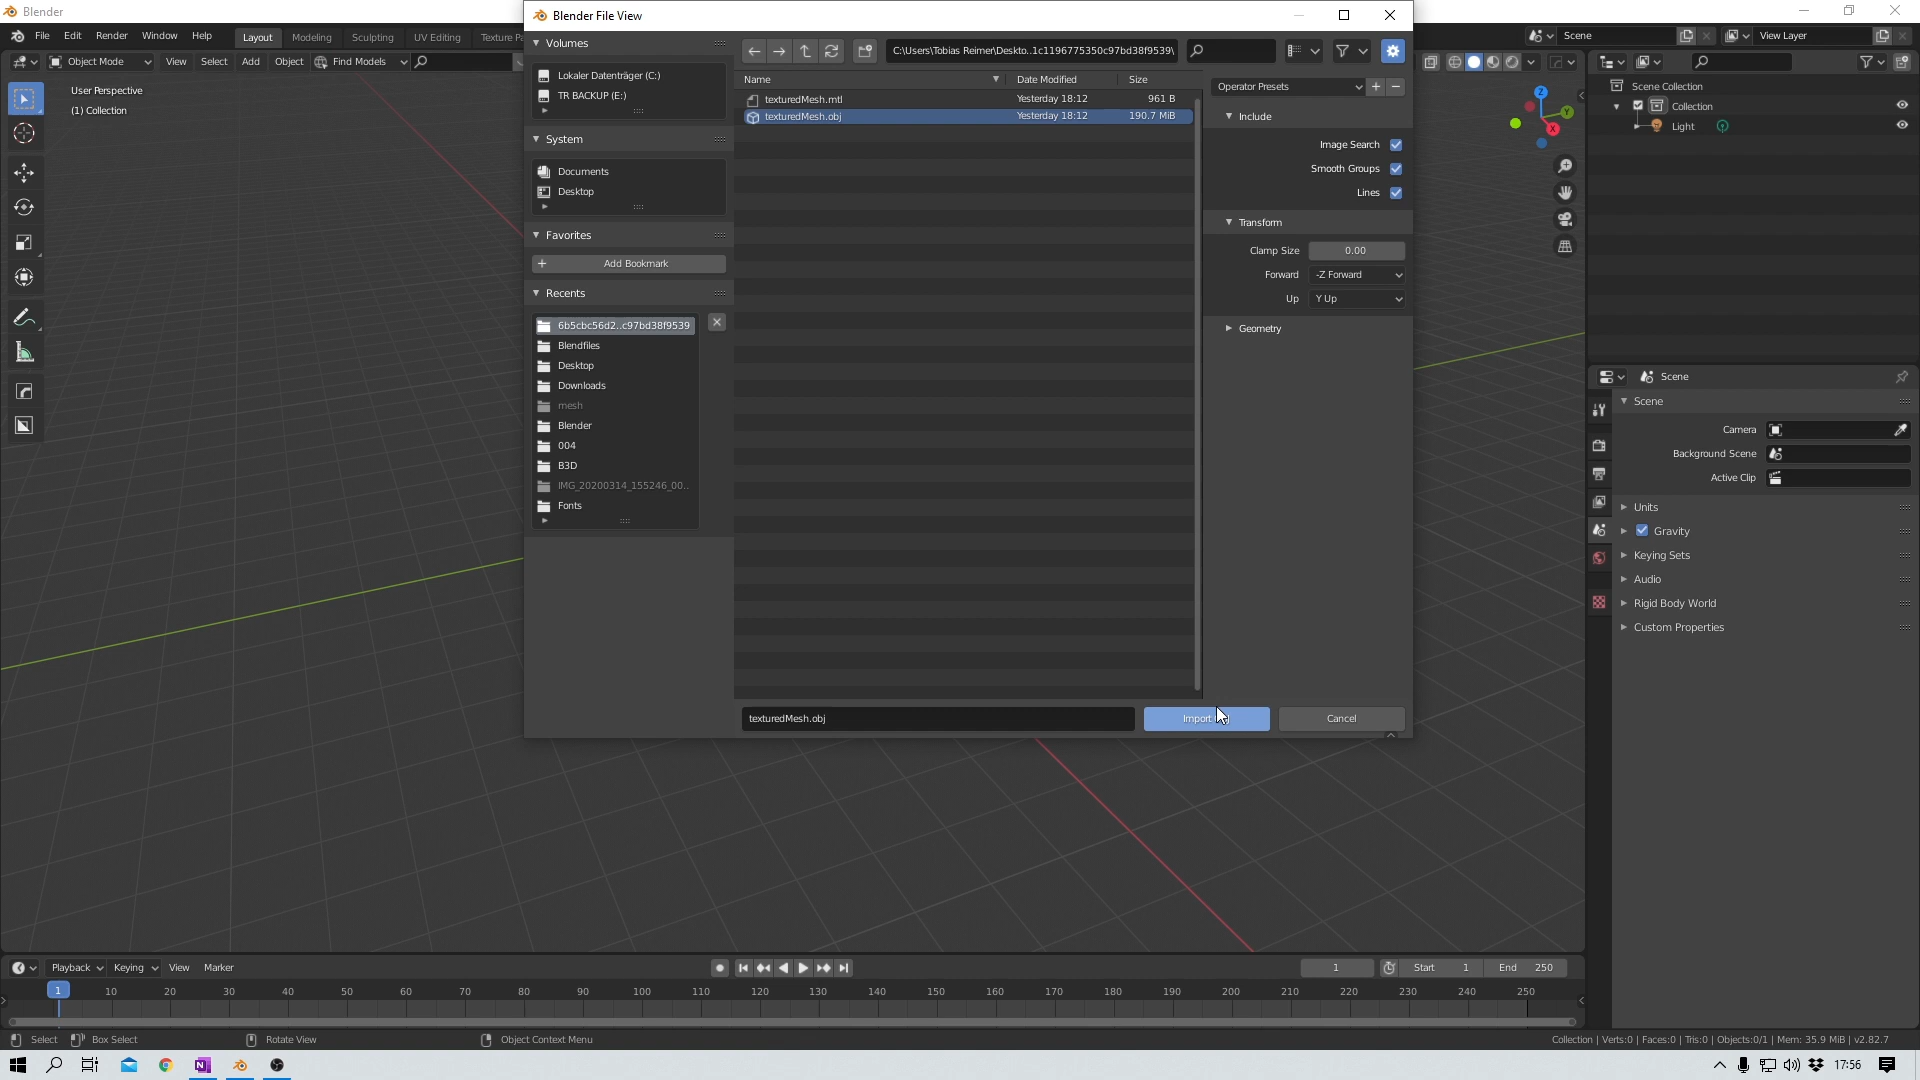 Blender
File Edit Render Window Help
Layout Modeling Sculpting UV Editing Texture Pa
Object Mode View Select Add Object Find Models
User Perspective
(1) Collection
Blender File View
Volumes
Lokaler Datenträger (C:)
TR BACKUP (E:)
System
Documents
Desktop
Favorites
Add Bookmark
Recents
6b5cbc56d2..c97bd38f9539
Blendfiles
Desktop
Downloads
mesh
Blender
004
B3D
IMG_20200314_155246_00..
Fonts
C:\Users\Tobias Reimer\Deskto..1c1196775350c97bd38f9539\
Name Date Modified Size
texturedMesh.mtl Yesterday 18:12 961 B
texturedMesh.obj Yesterday 18:12 190.7 MiB
texturedMesh.obj
Import
Cancel
Operator Presets
Include
Image Search
Smooth Groups
Lines
Transform
Clamp Size 0.00
Forward -Z Forward
Up Y Up
Geometry
Z
Y
X
Scene View Layer
Scene Collection
Collection
Light
Scene
Scene
Camera
Background Scene
Active Clip
Units
Gravity
Keying Sets
Audio
Rigid Body World
Custom Properties
Playback Keying View Marker
1 Start 1 End 250
1 10 20 30 40 50 60 70 80 90 100 110 120 130 140 150 160 170 180 190 200 210 220 230 240 250
Select Box Select Rotate View Object Context Menu
Collection | Verts:0 | Faces:0 | Tris:0 | Objects:0/1 | Mem: 35.9 MiB | v2.82.7
17:56